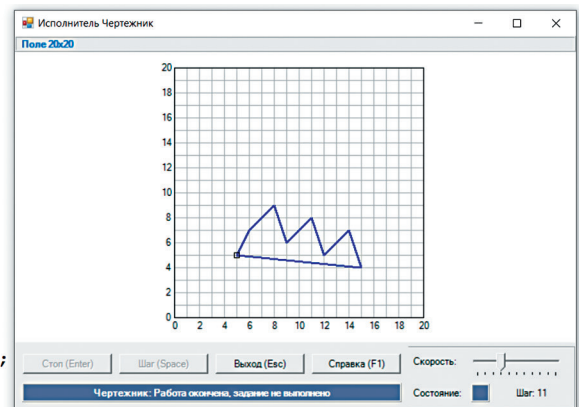 Исполнитель Чертежник
Поле 20x20
20
18
16
14
12
10
8
6
4
2
0
0 2 4 6 8 10 12 14 16 18 20
;
Стоп (Enter) Шаг (Space) Выход (Esc) Справка (F1) Скорость:
Чертежник: Работа окончена, задание не выполнено Состояние: Шаг: 11